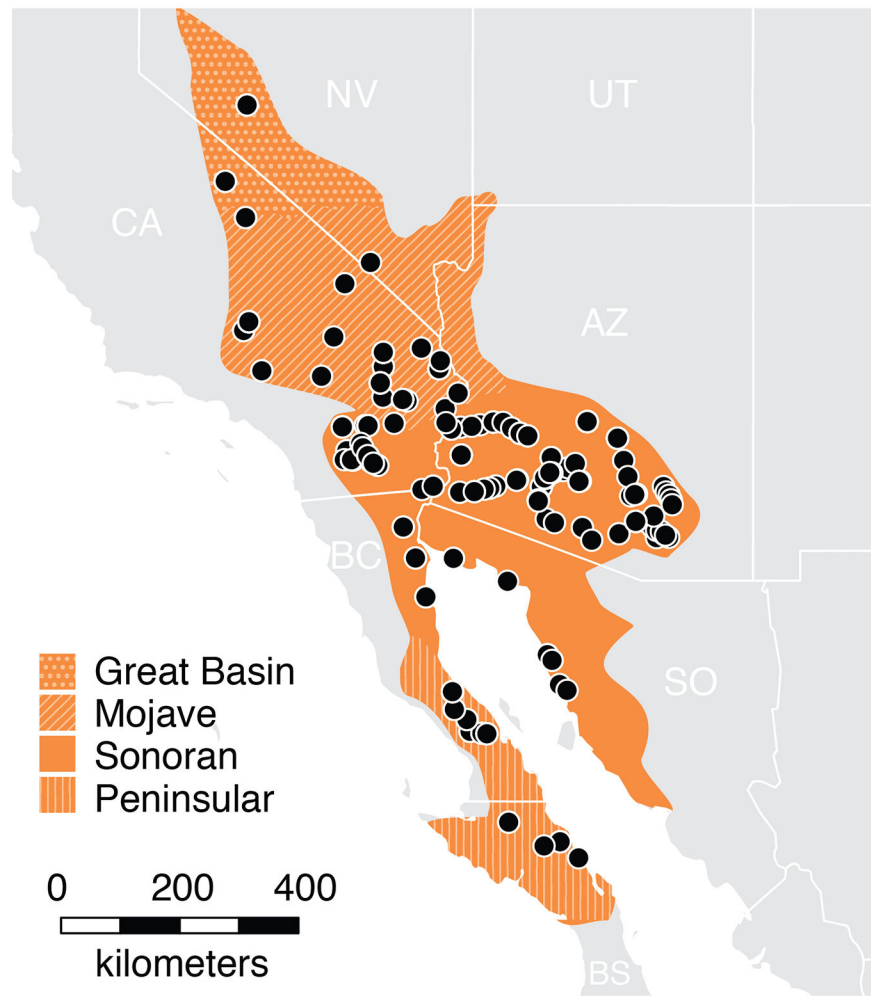 NV
UT
CA
AZ
BC
SO
Great Basin
Mojave
Sonoran
Peninsular
0 200 400
kilometers
BS